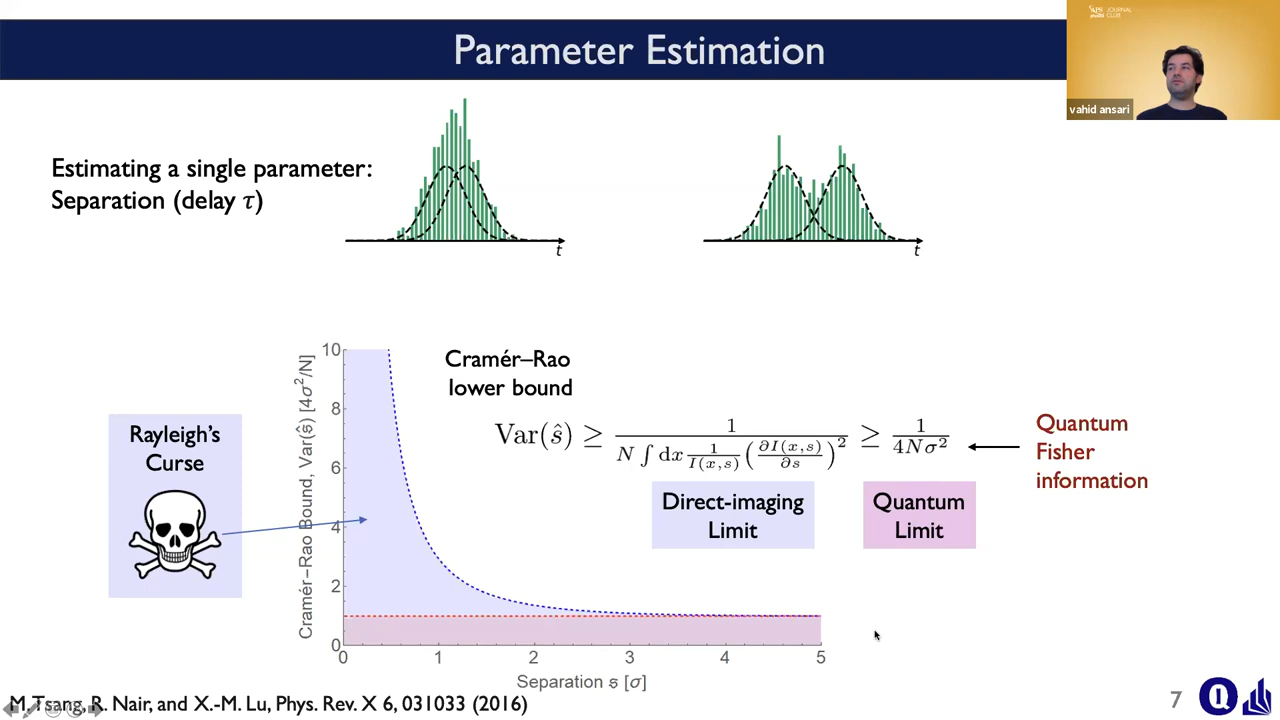 Parameter Estimation
APS JOURNAL
CLUB
vahid ansari
Estimating a single parameter:
Separation (delay τ)
t
t
Cramér–Rao
lower bound
Var(ŝ) ≥ 1 / (N ∫ dx 1/I(x,s) (∂I(x,s)/∂s)²) ≥ 1/(4Nσ²)
Quantum
Fisher
information
Direct-imaging
Limit
Quantum
Limit
Rayleigh's
Curse
Cramér–Rao Bound, Var(ŝ) [4σ²/N]
10
8
6
4
2
0
0 1 2 3 4 5
Separation s [σ]
M. Tsang, R. Nair, and X.-M. Lu, Phys. Rev. X 6, 031033 (2016)
7
Q